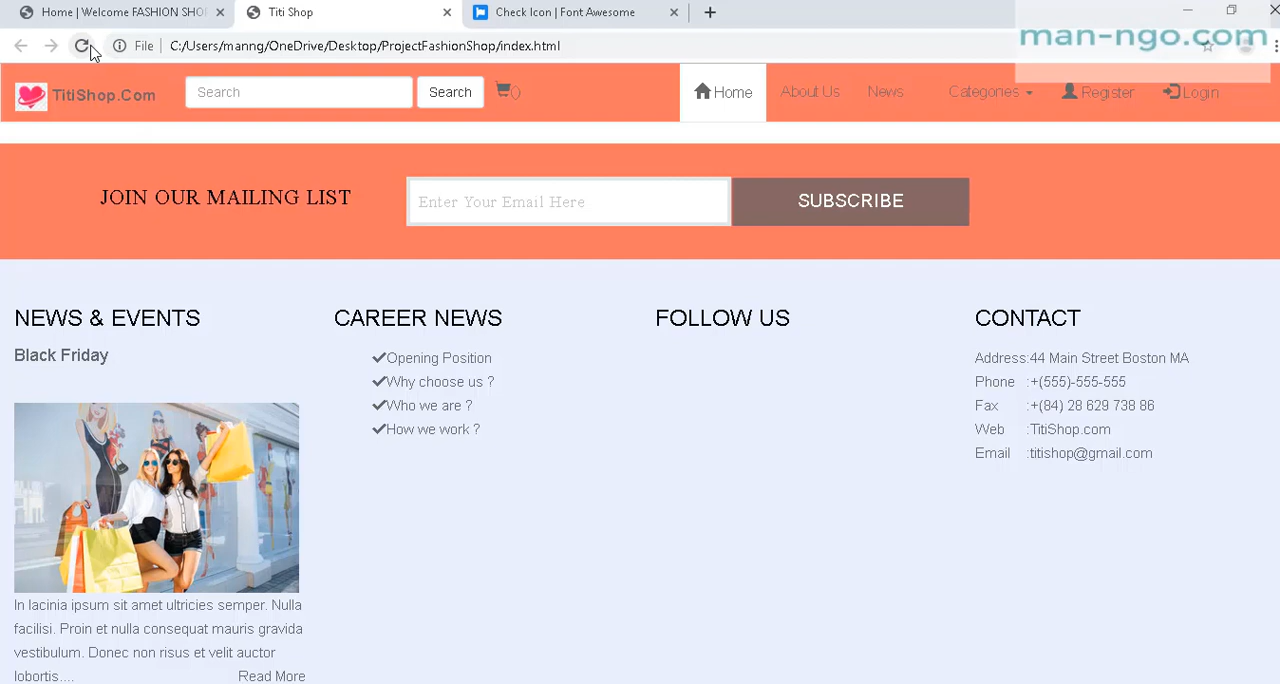 Home | Welcome FASHION SHOP
Titi Shop
Check Icon | Font Awesome
man-ngo.com
File
C:/Users/manng/OneDrive/Desktop/ProjectFashionShop/index.html
TitiShop.Com
Search
Search
0
Home
About Us
News
Categories
Register
Login
JOIN OUR MAILING LIST
Enter Your Email Here
SUBSCRIBE
NEWS & EVENTS
Black Friday
In lacinia ipsum sit amet ultricies semper. Nulla
facilisi. Proin et nulla consequat mauris gravida
vestibulum. Donec non risus et velit auctor
lobortis.... Read More
CAREER NEWS
Opening Position
Why choose us ?
Who we are ?
How we work ?
FOLLOW US
CONTACT
Address:44 Main Street Boston MA
Phone :+(555)-555-555
Fax :+(84) 28 629 738 86
Web :TitiShop.com
Email :titishop@gmail.com